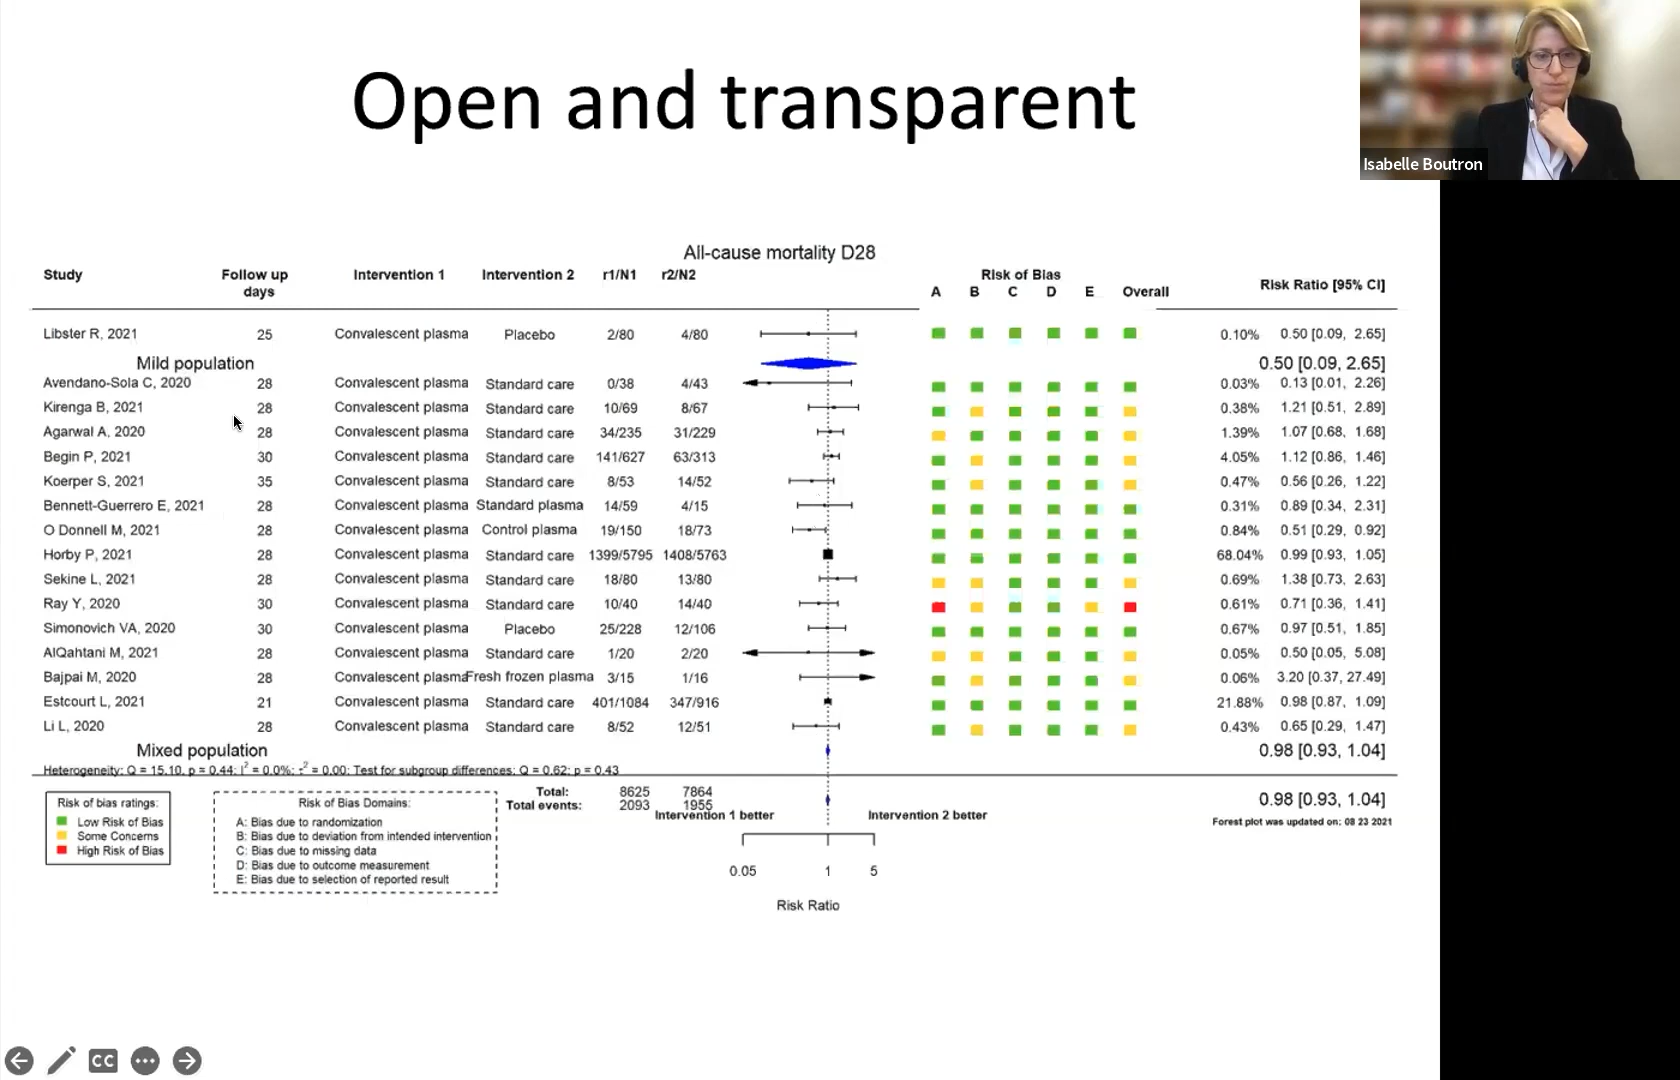 Open and transparent
Isabelle Boutron
All-cause mortality D28
Study Follow up days Intervention 1 Intervention 2 r1/N1 r2/N2 Risk of Bias Risk Ratio [95% CI]
A B C D E Overall
Libster R, 2021 25 Convalescent plasma Placebo 2/80 4/80 0.10% 0.50 [0.09, 2.65]
Mild population 0.50 [0.09, 2.65]
Avendano-Sola C, 2020 28 Convalescent plasma Standard care 0/38 4/43 0.03% 0.13 [0.01, 2.26]
Kirenga B, 2021 28 Convalescent plasma Standard care 10/69 8/67 0.38% 1.21 [0.51, 2.89]
Agarwal A, 2020 28 Convalescent plasma Standard care 34/235 31/229 1.39% 1.07 [0.68, 1.68]
Begin P, 2021 30 Convalescent plasma Standard care 141/627 63/313 4.05% 1.12 [0.86, 1.46]
Koerper S, 2021 35 Convalescent plasma Standard care 8/53 14/52 0.47% 0.56 [0.26, 1.22]
Bennett-Guerrero E, 2021 28 Convalescent plasma Standard plasma 14/59 4/15 0.31% 0.89 [0.34, 2.31]
O Donnell M, 2021 28 Convalescent plasma Control plasma 19/150 18/73 0.84% 0.51 [0.29, 0.92]
Horby P, 2021 28 Convalescent plasma Standard care 1399/5795 1408/5763 68.04% 0.99 [0.93, 1.05]
Sekine L, 2021 28 Convalescent plasma Standard care 18/80 13/80 0.69% 1.38 [0.73, 2.63]
Ray Y, 2020 30 Convalescent plasma Standard care 10/40 14/40 0.61% 0.71 [0.36, 1.41]
Simonovich VA, 2020 30 Convalescent plasma Placebo 25/228 12/106 0.67% 0.97 [0.51, 1.85]
AlQahtani M, 2021 28 Convalescent plasma Standard care 1/20 2/20 0.05% 0.50 [0.05, 5.08]
Bajpai M, 2020 28 Convalescent plasma Fresh frozen plasma 3/15 1/16 0.06% 3.20 [0.37, 27.49]
Estcourt L, 2021 21 Convalescent plasma Standard care 401/1084 347/916 21.88% 0.98 [0.87, 1.09]
Li L, 2020 28 Convalescent plasma Standard care 8/52 12/51 0.43% 0.65 [0.29, 1.47]
Mixed population 0.98 [0.93, 1.04]
Heterogeneity: Q = 15.10, p = 0.44; I² = 0.0%; τ² = 0.00; Test for subgroup differences: Q = 0.62; p = 0.43
Total: 8625 7864 0.98 [0.93, 1.04]
Total events: 2093 1955
Intervention 1 better Intervention 2 better
Forest plot was updated on: 08 23 2021
Risk of bias ratings:
Low Risk of Bias
Some Concerns
High Risk of Bias
Risk of Bias Domains:
A: Bias due to randomization
B: Bias due to deviation from intended intervention
C: Bias due to missing data
D: Bias due to outcome measurement
E: Bias due to selection of reported result
0.05 1 5
Risk Ratio
CC